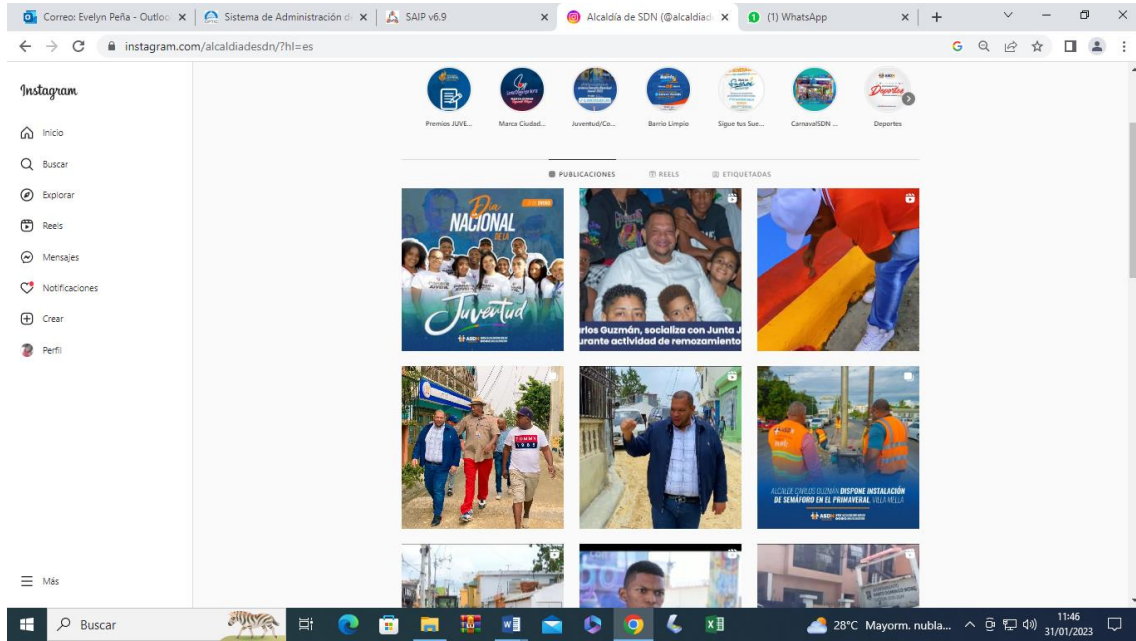 Correo: Evelyn Peña - Outloo
Sistema de Administración d
SAIP v6.9
Alcaldía de SDN (@alcaldiad
(1) WhatsApp
instagram.com/alcaldiadesdn/?hl=es
Instagram
Inicio
Buscar
Explorar
Reels
Mensajes
Notificaciones
Crear
Perfil
Más
Premios JUVE...
Marca Ciudad...
Juventud/Co...
Barrio Limpio
Sigue tus Sue...
CarnavalSDN ...
Deportes
PUBLICACIONES
REELS
ETIQUETADAS
Día
NACIONAL
DE LA
Juventud
ASDN
rlos Guzmán, socializa con Junta J
urante actividad de remozamiento
TOMMY
1985
ALCALDE CARLOS GUZMÁN DISPONE INSTALACIÓN
DE SEMÁFORO EN EL PRIMAVERAL VILLA MELLA
ASDN
Buscar
28°C Mayorm. nubla...
11:46
31/01/2023